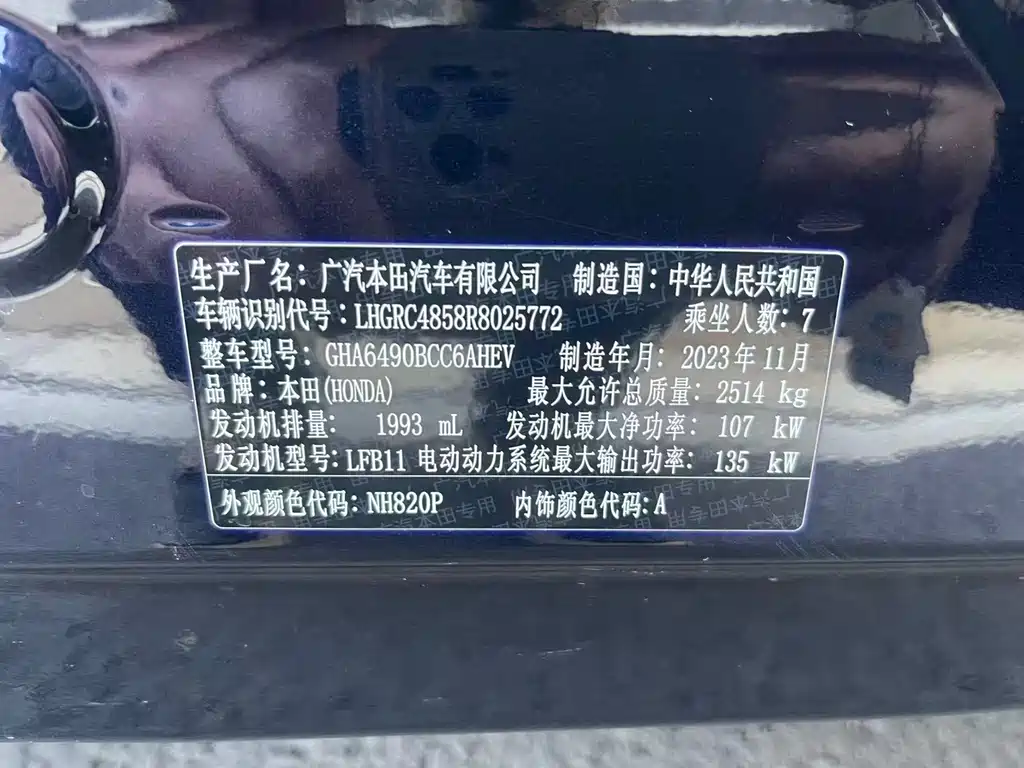 生产厂名：广汽本田汽车有限公司 制造国：中华人民共和国
车辆识别代号：LHGRC4858R8025772 乘坐人数：7
整车型号：GHA6490BCC6AHEV 制造年月：2023年11月
品牌：本田(HONDA) 最大允许总质量：2514 kg
发动机排量： 1993 mL 发动机最大净功率：107 kW
发动机型号：LFB11 电动动力系统最大输出功率：135 kW
外观颜色代码：NH820P 内饰颜色代码：A